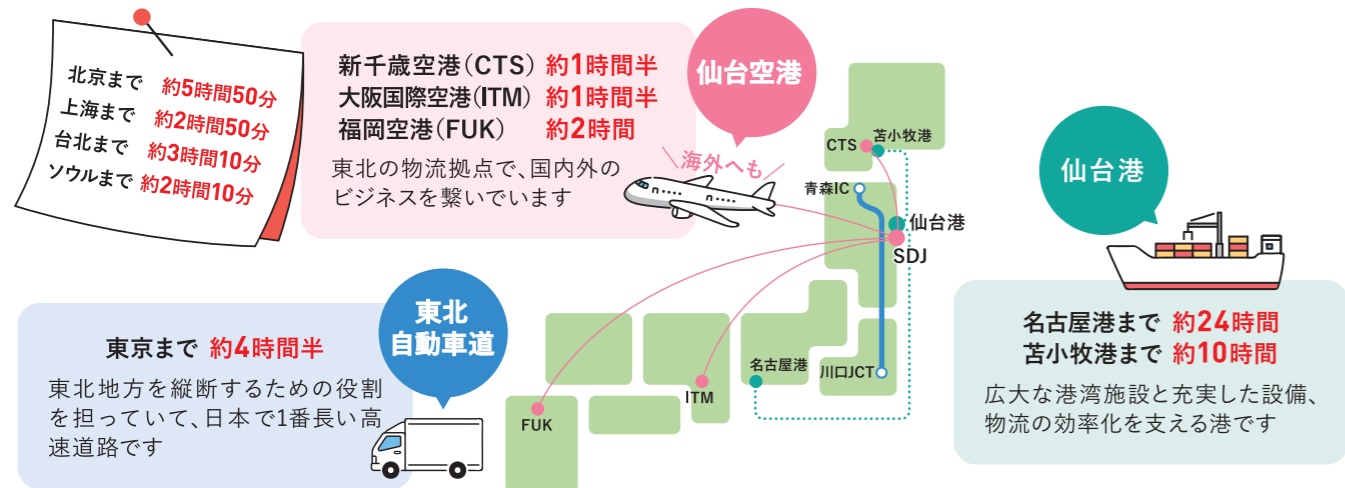 北京まで 約5時間50分
上海まで 約2時間50分
台北まで 約3時間10分
ソウルまで 約2時間10分
仙台空港
新千歳空港(CTS) 約1時間半
大阪国際空港(ITM) 約1時間半
福岡空港(FUK) 約2時間
東北の物流拠点で、国内外の
ビジネスを繋いでいます
海外へも
東北
自動車道
東京まで 約4時間半
東北地方を縦断するための役割
を担っていて、日本で1番長い高
速道路です
CTS
苫小牧港
青森IC
仙台港
SDJ
名古屋港
川口JCT
ITM
FUK
仙台港
名古屋港まで 約24時間
苫小牧港まで 約10時間
広大な港湾施設と充実した設備、
物流の効率化を支える港です